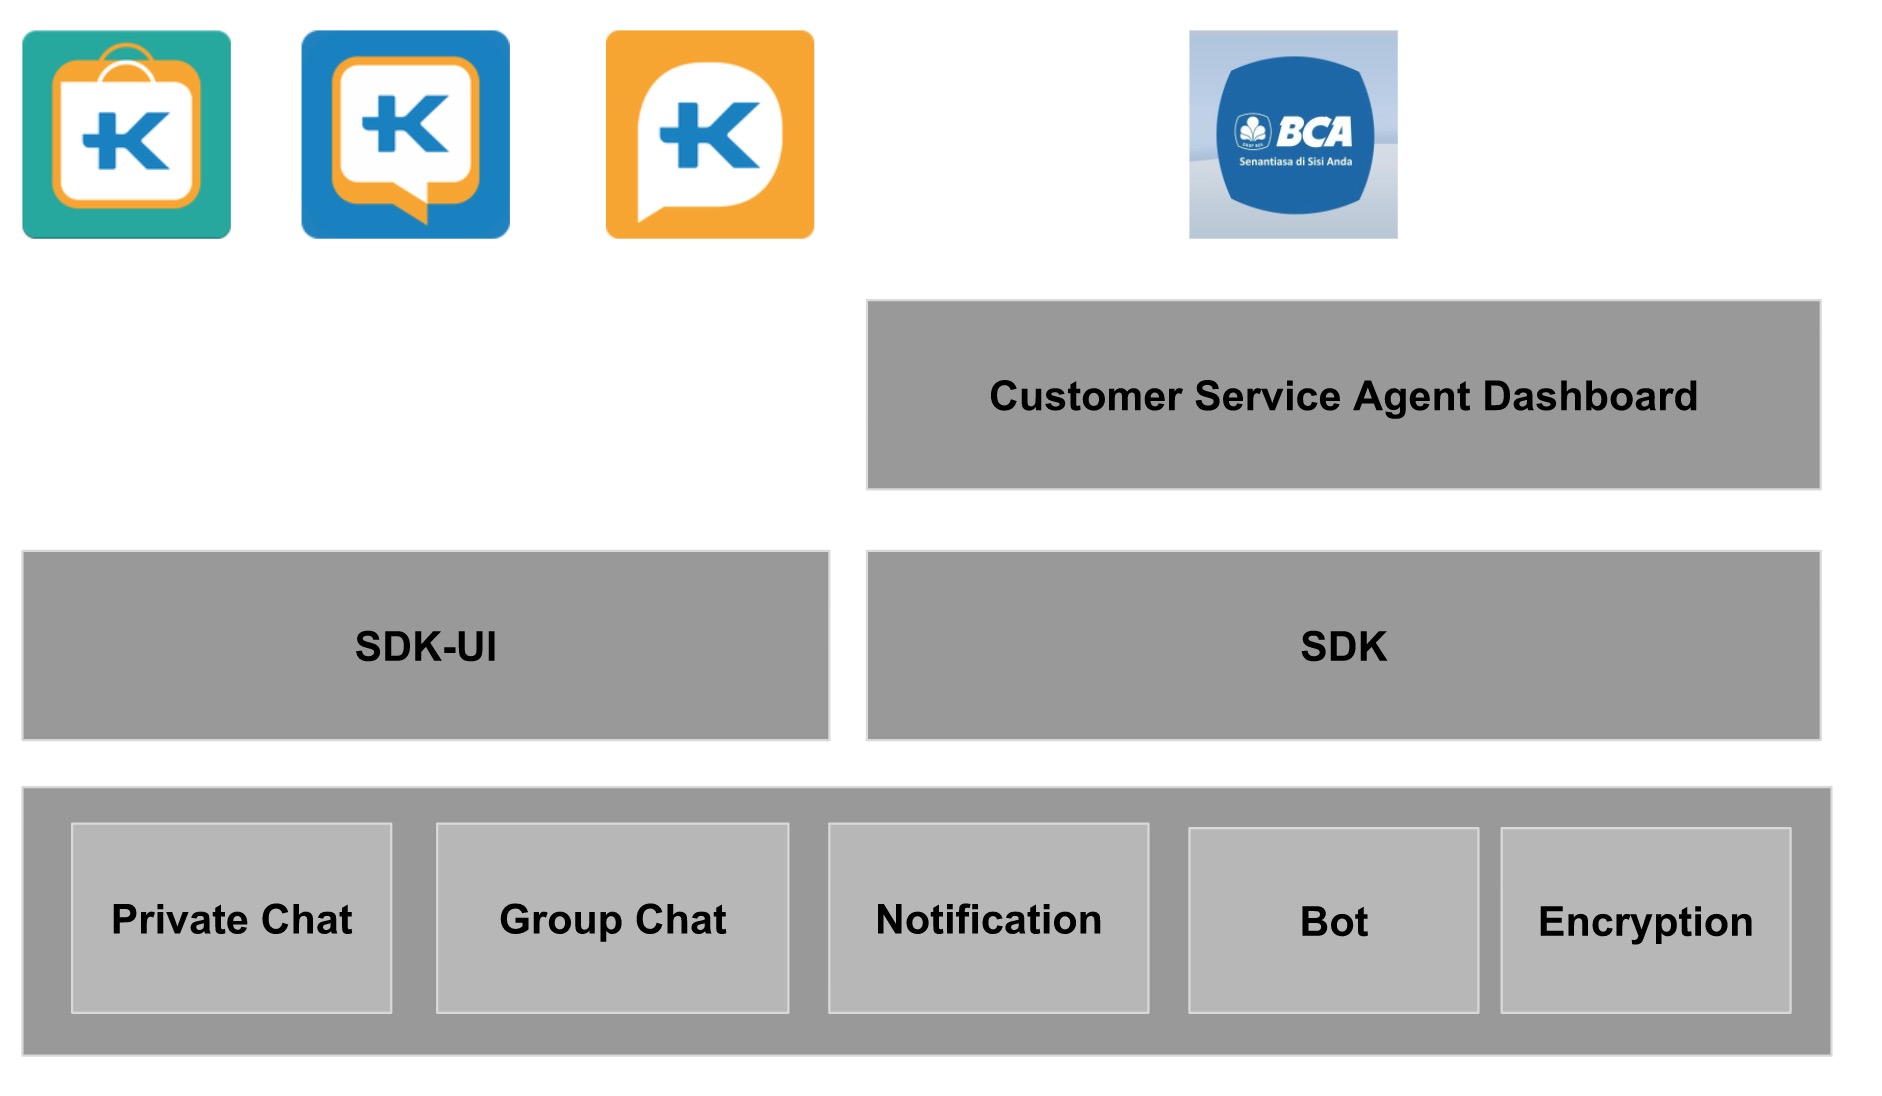 K
K
K
BCA
Senantiasa di Sisi Anda
Customer Service Agent Dashboard
SDK-UI
SDK
Private Chat
Group Chat
Notification
Bot
Encryption